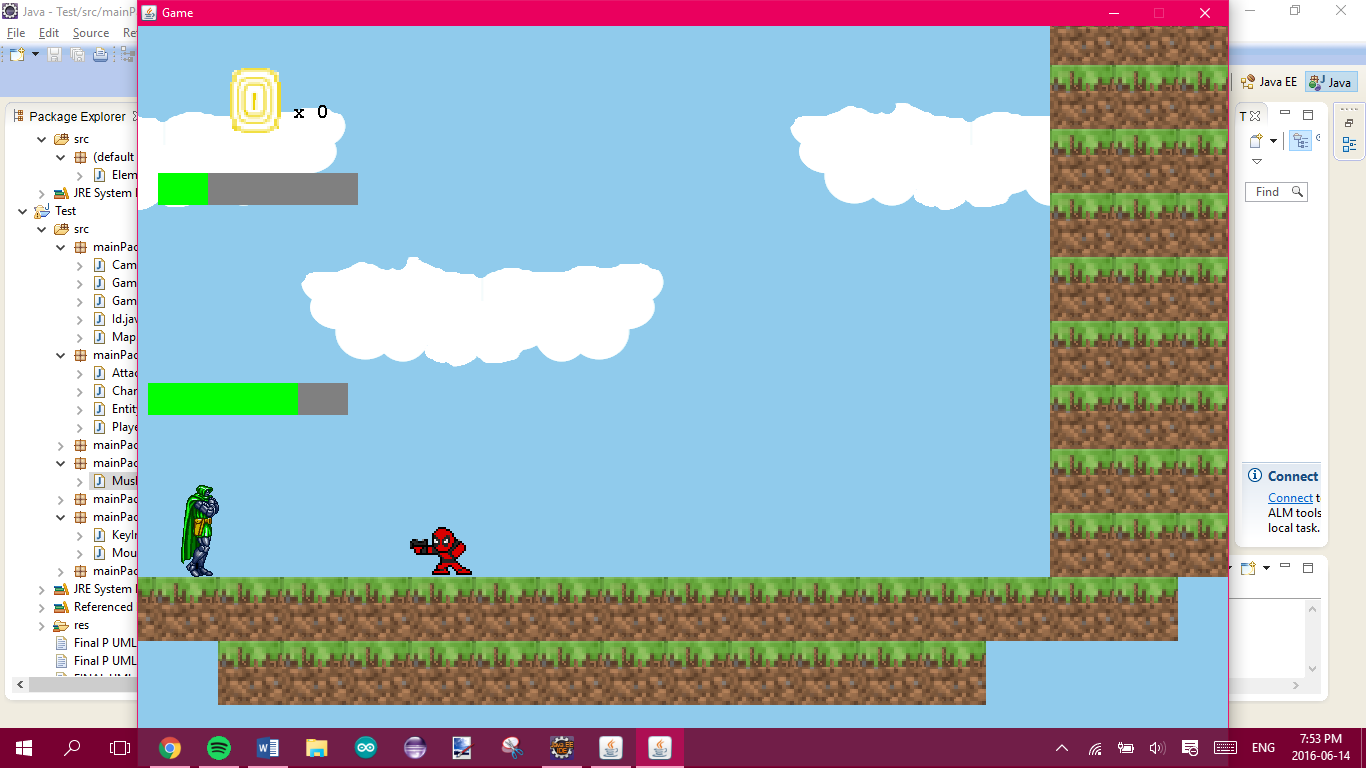 Java - Test/src/mainP
Game
File Edit Source Re
x 0
Java EE
Java
Package Explorer
T
src
(default
Elem
JRE System
Find
Test
src
mainPac
Cam
Gam
Gam
Id.jav
Map
mainPac
Attac
Char
Entity
Playe
mainPac
mainPac
Mus
mainPac
mainPac
KeyIn
Mou
mainPac
JRE System
Referenced
res
Final P UML
Final P UML
Connect
Connect t
ALM tools
local task.
ENG
7:53 PM
2016-06-14